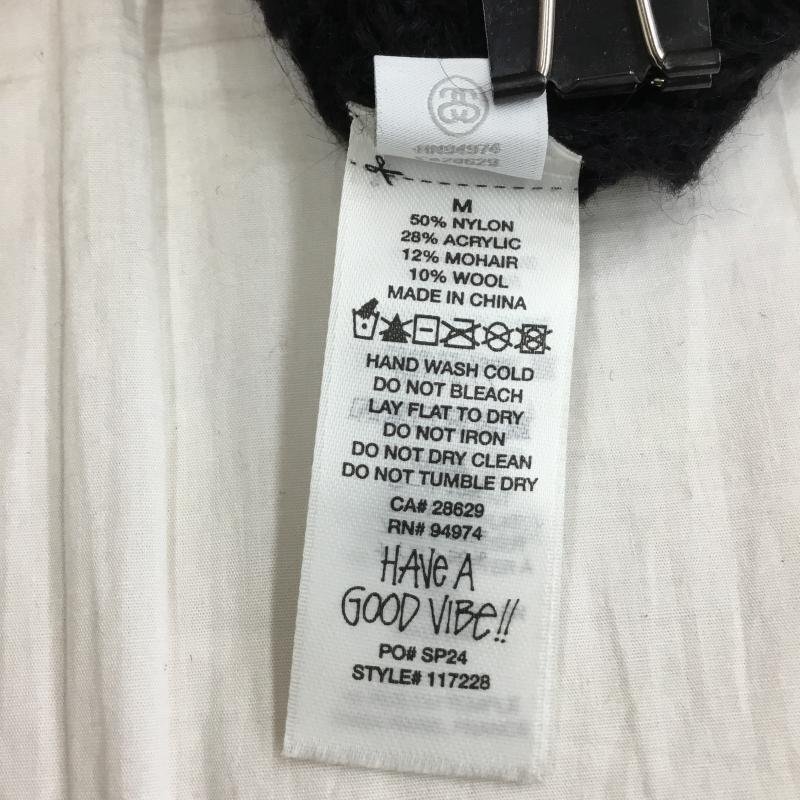 RN94974
CA28629
M
50% NYLON
28% ACRYLIC
12% MOHAIR
10% WOOL
MADE IN CHINA
HAND WASH COLD
DO NOT BLEACH
LAY FLAT TO DRY
DO NOT IRON
DO NOT DRY CLEAN
DO NOT TUMBLE DRY
CA# 28629
RN# 94974
HAVE A
GOOD VIBE!!
PO# SP24
STYLE# 117228